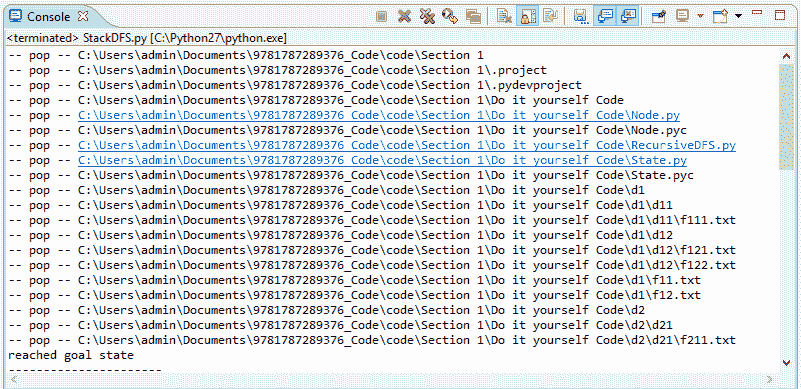 Console
<terminated> StackDFS.py [C:\Python27\python.exe]
-- pop -- C:\Users\admin\Documents\9781787289376_Code\code\Section 1
-- pop -- C:\Users\admin\Documents\9781787289376_Code\code\Section 1\.project
-- pop -- C:\Users\admin\Documents\9781787289376_Code\code\Section 1\.pydevproject
-- pop -- C:\Users\admin\Documents\9781787289376_Code\code\Section 1\Do it yourself Code
-- pop -- C:\Users\admin\Documents\9781787289376_Code\code\Section 1\Do it yourself Code\Node.py
-- pop -- C:\Users\admin\Documents\9781787289376_Code\code\Section 1\Do it yourself Code\Node.pyc
-- pop -- C:\Users\admin\Documents\9781787289376_Code\code\Section 1\Do it yourself Code\RecursiveDFS.py
-- pop -- C:\Users\admin\Documents\9781787289376_Code\code\Section 1\Do it yourself Code\State.py
-- pop -- C:\Users\admin\Documents\9781787289376_Code\code\Section 1\Do it yourself Code\State.pyc
-- pop -- C:\Users\admin\Documents\9781787289376_Code\code\Section 1\Do it yourself Code\d1
-- pop -- C:\Users\admin\Documents\9781787289376_Code\code\Section 1\Do it yourself Code\d1\d11
-- pop -- C:\Users\admin\Documents\9781787289376_Code\code\Section 1\Do it yourself Code\d1\d11\f111.txt
-- pop -- C:\Users\admin\Documents\9781787289376_Code\code\Section 1\Do it yourself Code\d1\d12
-- pop -- C:\Users\admin\Documents\9781787289376_Code\code\Section 1\Do it yourself Code\d1\d12\f121.txt
-- pop -- C:\Users\admin\Documents\9781787289376_Code\code\Section 1\Do it yourself Code\d1\d12\f122.txt
-- pop -- C:\Users\admin\Documents\9781787289376_Code\code\Section 1\Do it yourself Code\d1\f11.txt
-- pop -- C:\Users\admin\Documents\9781787289376_Code\code\Section 1\Do it yourself Code\d1\f12.txt
-- pop -- C:\Users\admin\Documents\9781787289376_Code\code\Section 1\Do it yourself Code\d2
-- pop -- C:\Users\admin\Documents\9781787289376_Code\code\Section 1\Do it yourself Code\d2\d21
-- pop -- C:\Users\admin\Documents\9781787289376_Code\code\Section 1\Do it yourself Code\d2\d21\f211.txt
reached goal state
----------------------